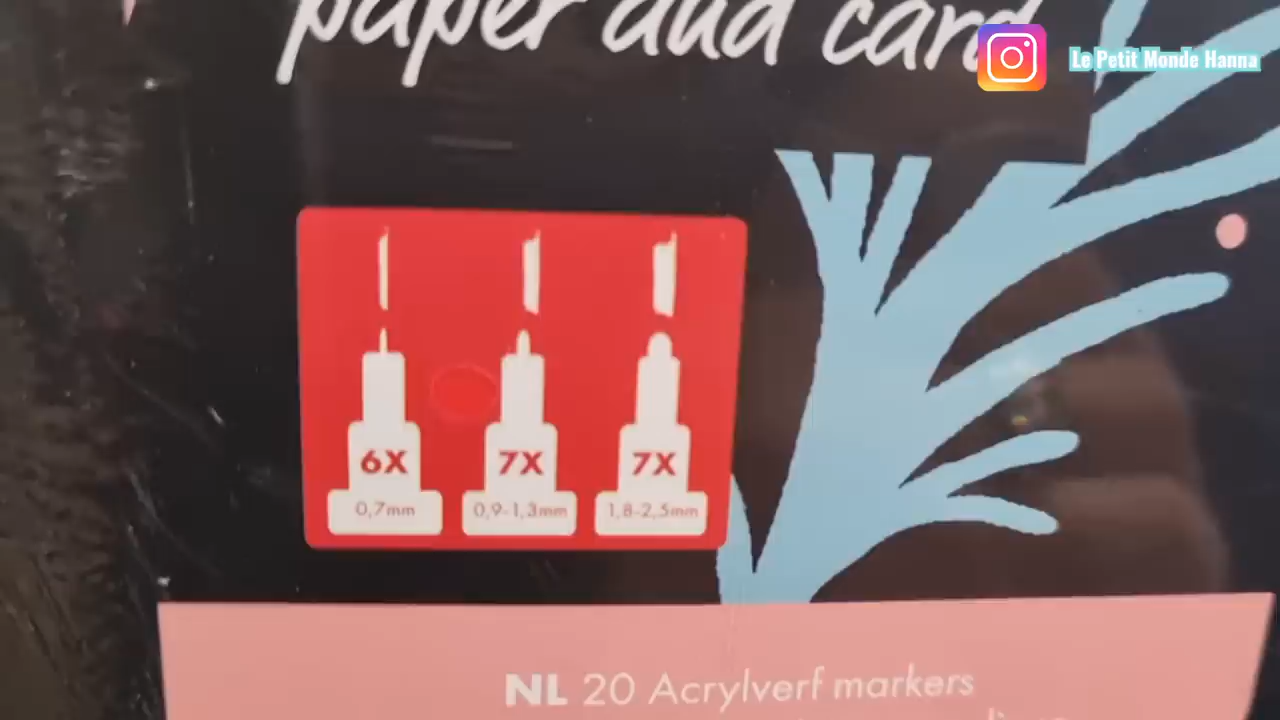 paper and card
Le Petit Monde Hanna
6X 7X 7X
0,7mm 0,9-1,3mm 1,8-2,5mm
NL 20 Acrylverf markers